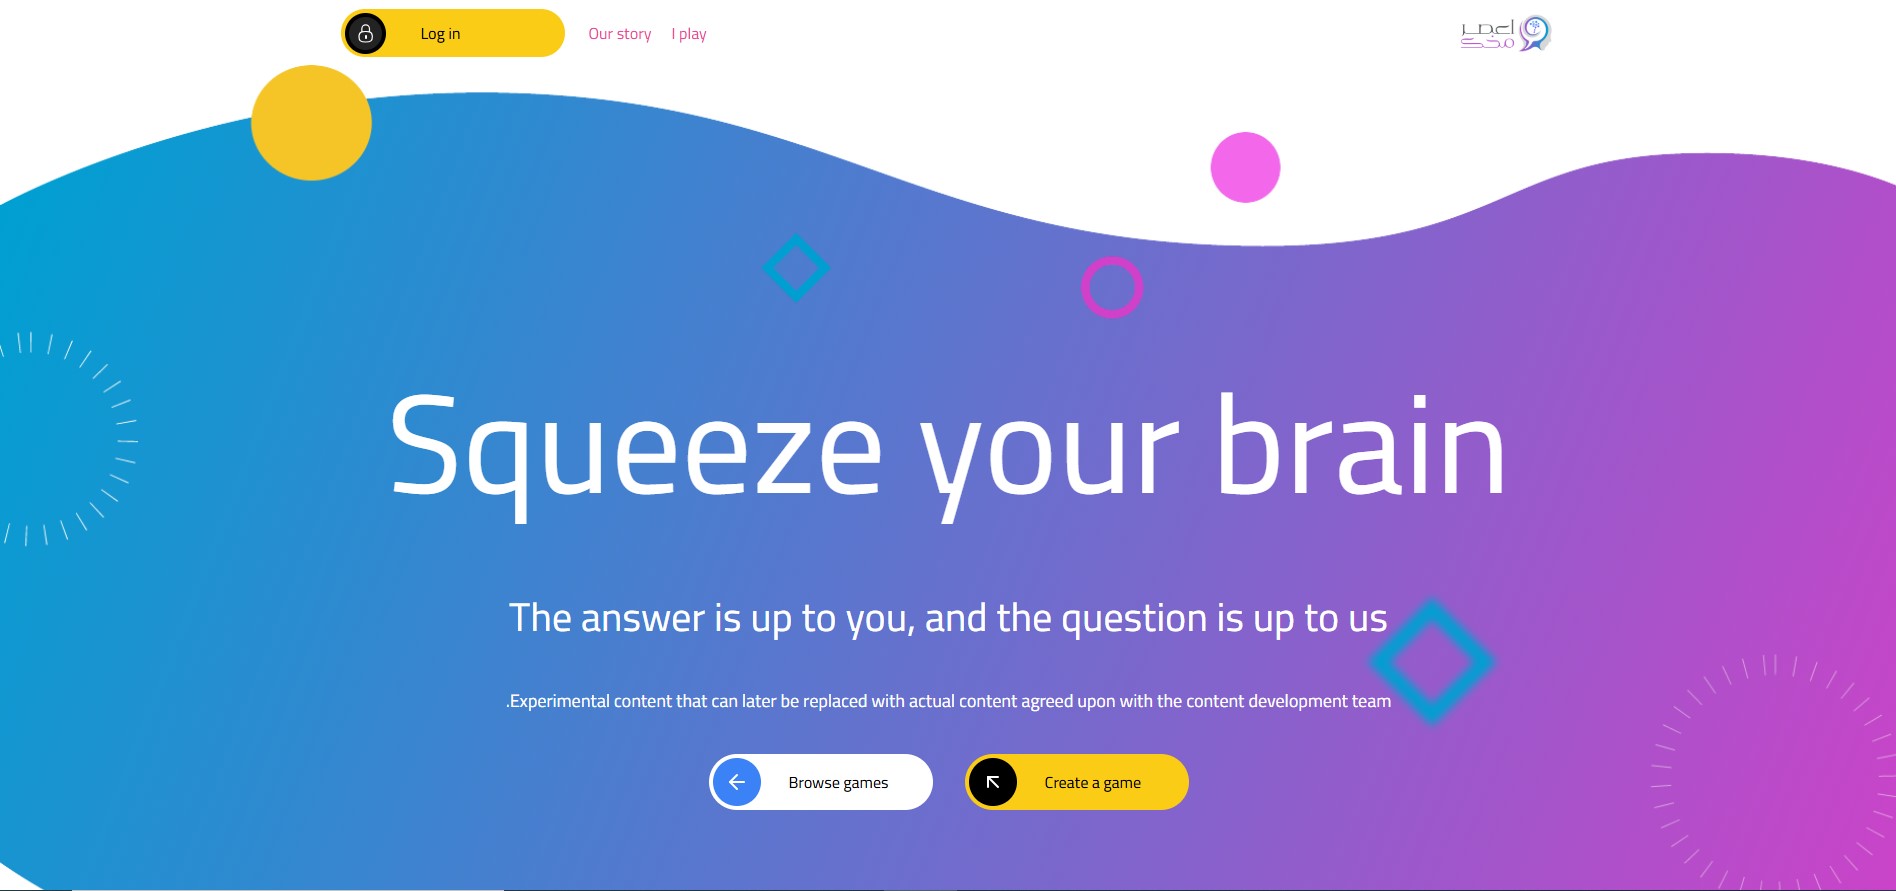 Log in
Our story
I play
اعصر
مخك
Squeeze your brain
The answer is up to you, and the question is up to us
.Experimental content that can later be replaced with actual content agreed upon with the content development team
Browse games
Create a game